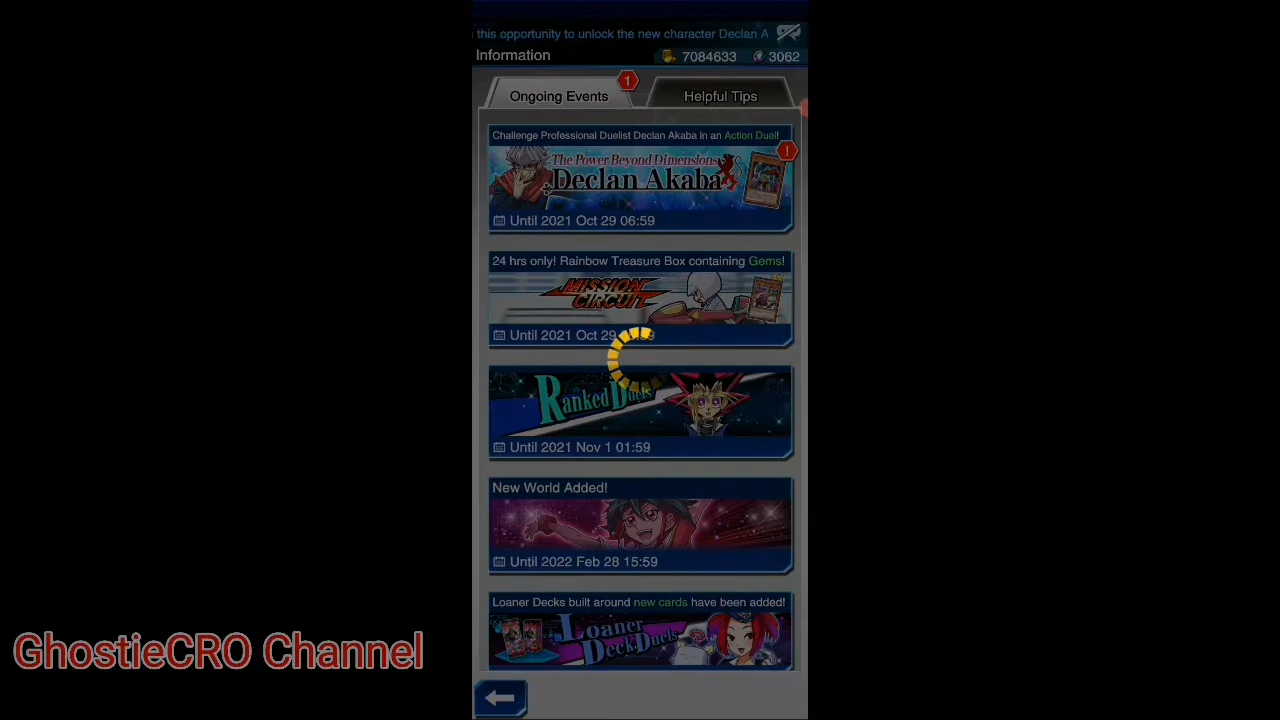 this opportunity to unlock the new character Declan A
Information
7084633
3062
Ongoing Events
1
Helpful Tips
Challenge Professional Duelist Declan Akaba in an Action Duel!
!
The Power Beyond Dimensions
Declan Akaba
Until 2021 Oct 29 06:59
24 hrs only! Rainbow Treasure Box containing Gems!
MISSION
CIRCUIT
Until 2021 Oct 29
Ranked Duels
Until 2021 Nov 1 01:59
New World Added!
Until 2022 Feb 28 15:59
Loaner Decks built around new cards have been added!
Loaner
Deck Duels
GhostieCRO Channel